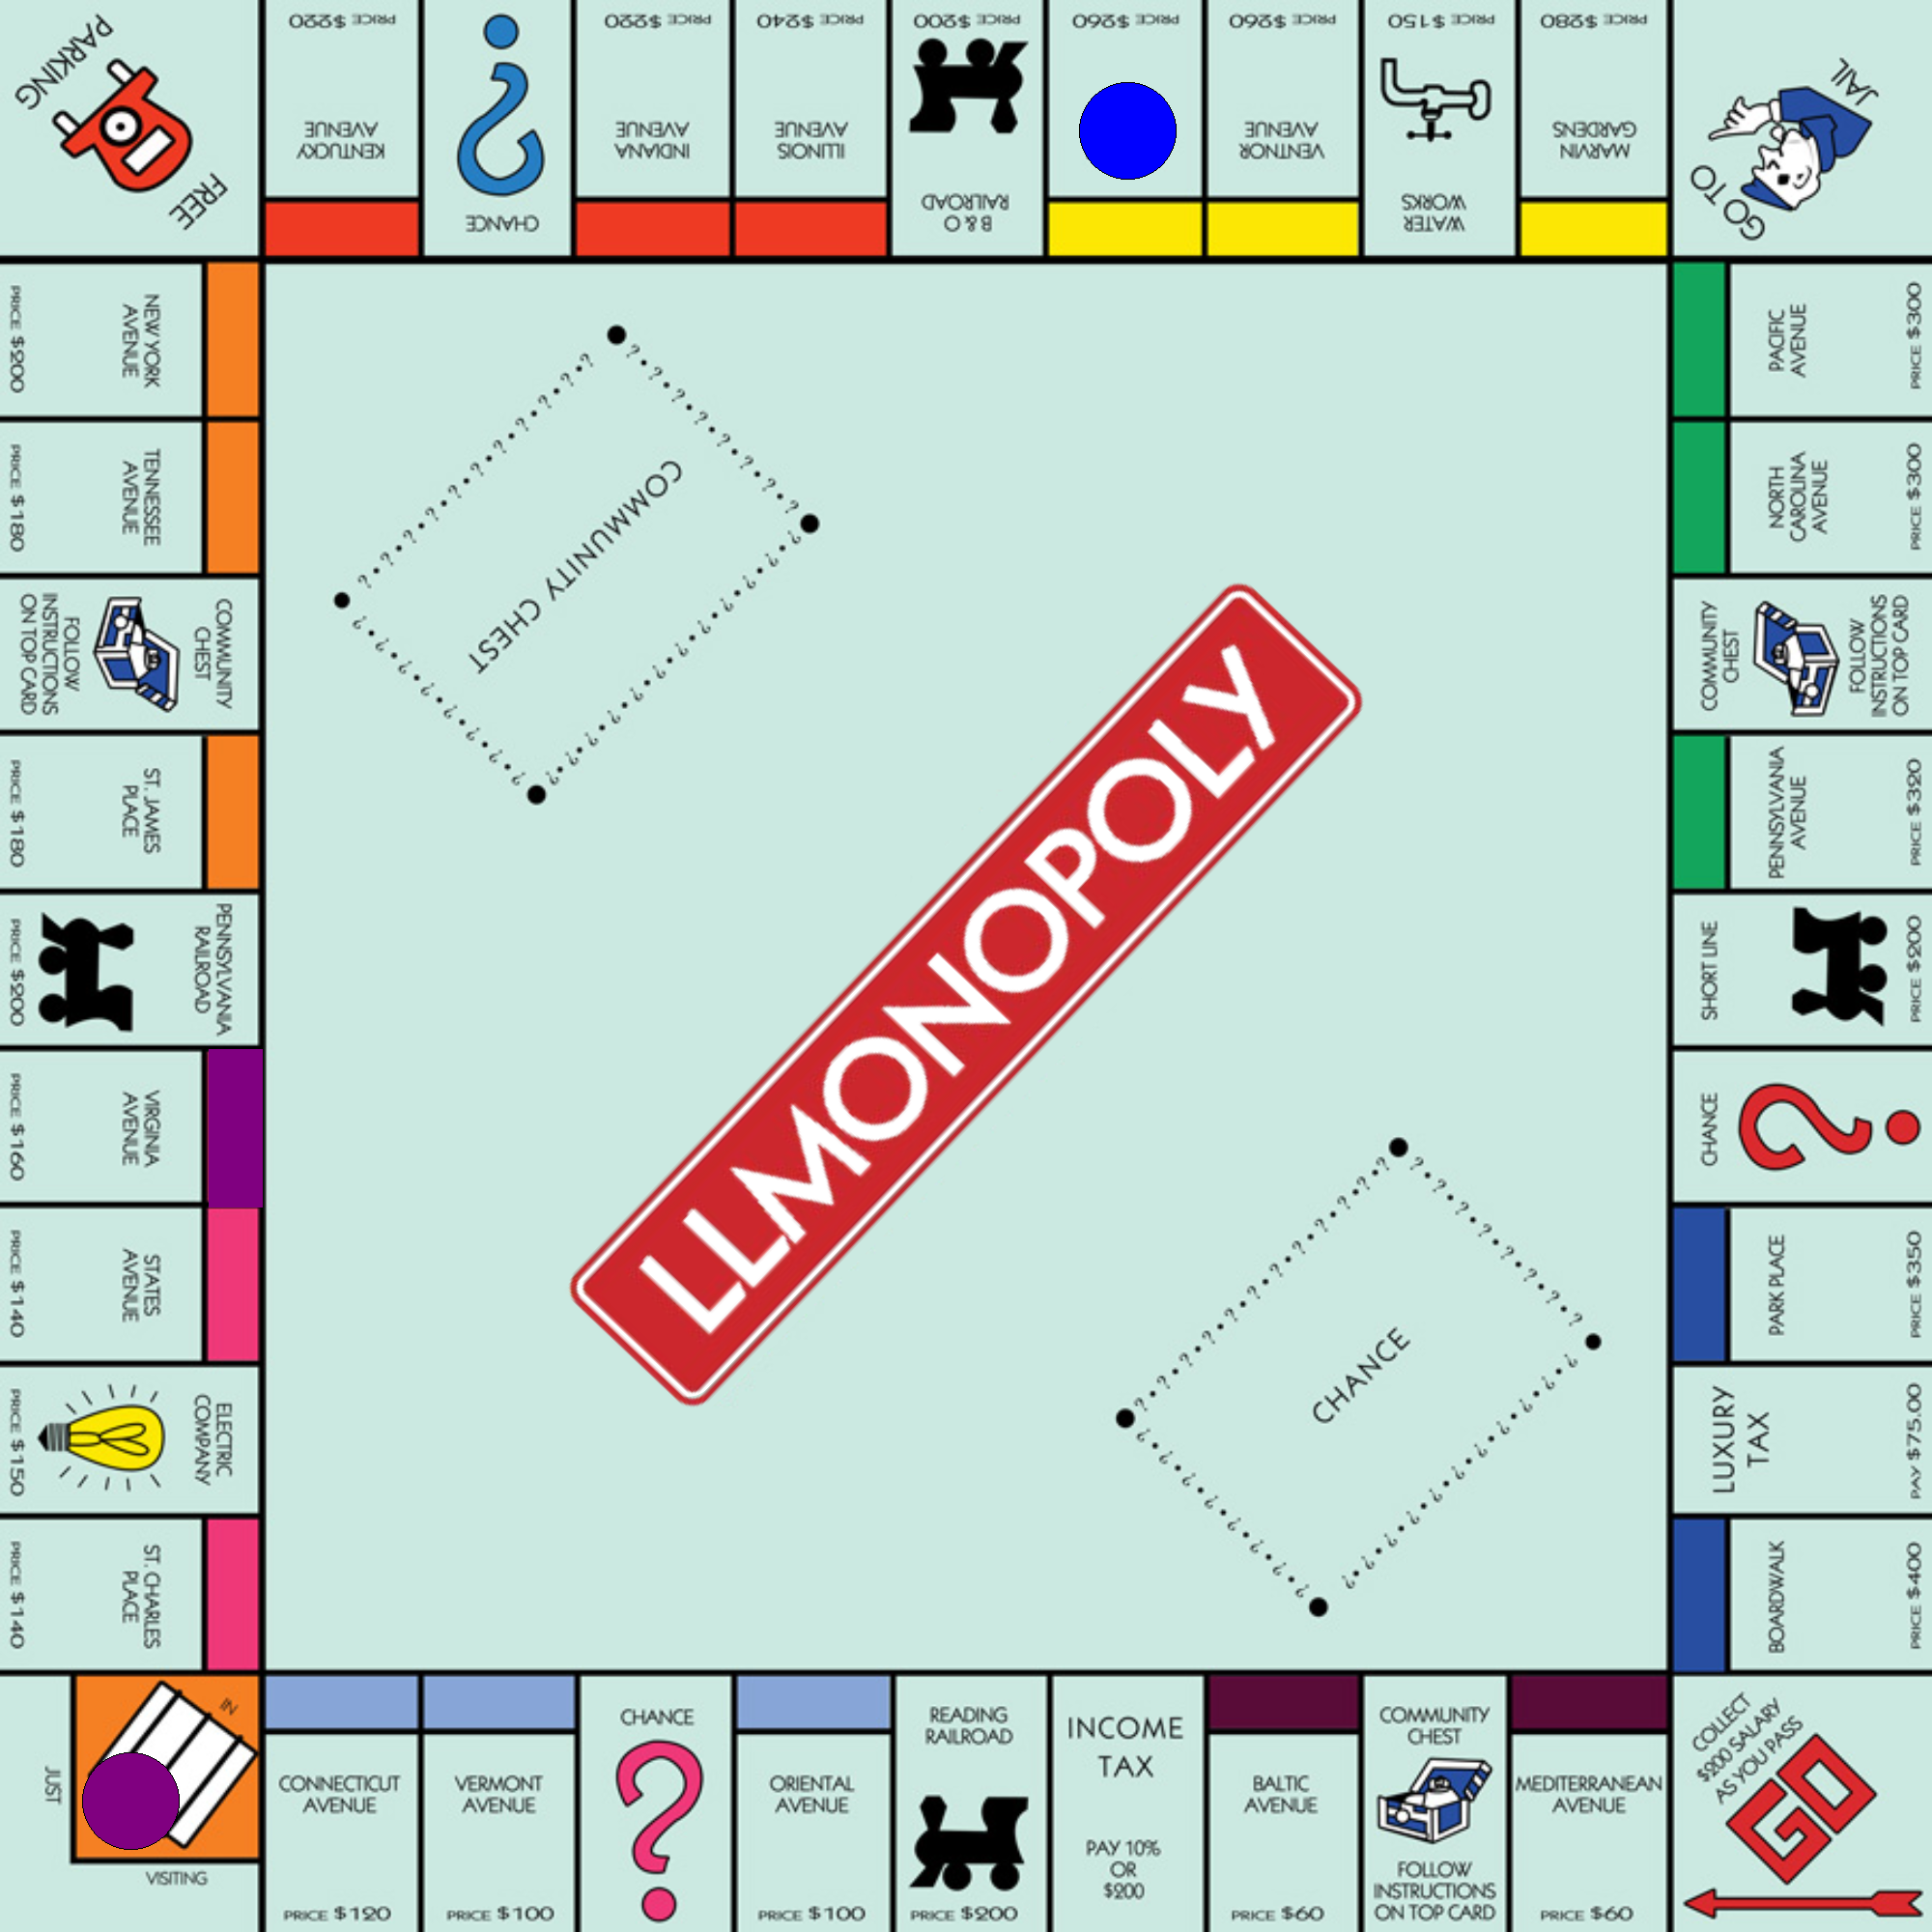 FREE
PARKING
PRICE $220
KENTUCKY
AVENUE
CHANCE
PRICE $220
INDIANA
AVENUE
PRICE $240
ILLINOIS
AVENUE
PRICE $200
B & O
RAILROAD
PRICE $260
PRICE $260
VENTNOR
AVENUE
PRICE $150
WATER
WORKS
PRICE $280
MARVIN
GARDENS
GO TO
JAIL
NEW YORK
AVENUE
PRICE $200
TENNESSEE
AVENUE
PRICE $180
COMMUNITY
CHEST
FOLLOW
INSTRUCTIONS
ON TOP CARD
ST. JAMES
PLACE
PRICE $180
PENNSYLVANIA
RAILROAD
PRICE $200
VIRGINIA
AVENUE
PRICE $160
STATES
AVENUE
PRICE $140
ELECTRIC
COMPANY
PRICE $150
ST. CHARLES
PLACE
PRICE $140
COMMUNITY CHEST
LLMONOPOLY
CHANCE
PACIFIC
AVENUE
PRICE $300
NORTH
CAROLINA
AVENUE
PRICE $300
COMMUNITY
CHEST
FOLLOW
INSTRUCTIONS
ON TOP CARD
PENNSYLVANIA
AVENUE
PRICE $320
SHORT LINE
PRICE $200
CHANCE
PARK PLACE
PRICE $350
LUXURY
TAX
PAY $75.00
BOARDWALK
PRICE $400
IN
JUST
VISITING
CONNECTICUT
AVENUE
PRICE $120
VERMONT
AVENUE
PRICE $100
CHANCE
ORIENTAL
AVENUE
PRICE $100
READING
RAILROAD
PRICE $200
INCOME
TAX
PAY 10%
OR
$200
BALTIC
AVENUE
PRICE $60
COMMUNITY
CHEST
FOLLOW
INSTRUCTIONS
ON TOP CARD
MEDITERRANEAN
AVENUE
PRICE $60
COLLECT
$200 SALARY
AS YOU PASS
GO